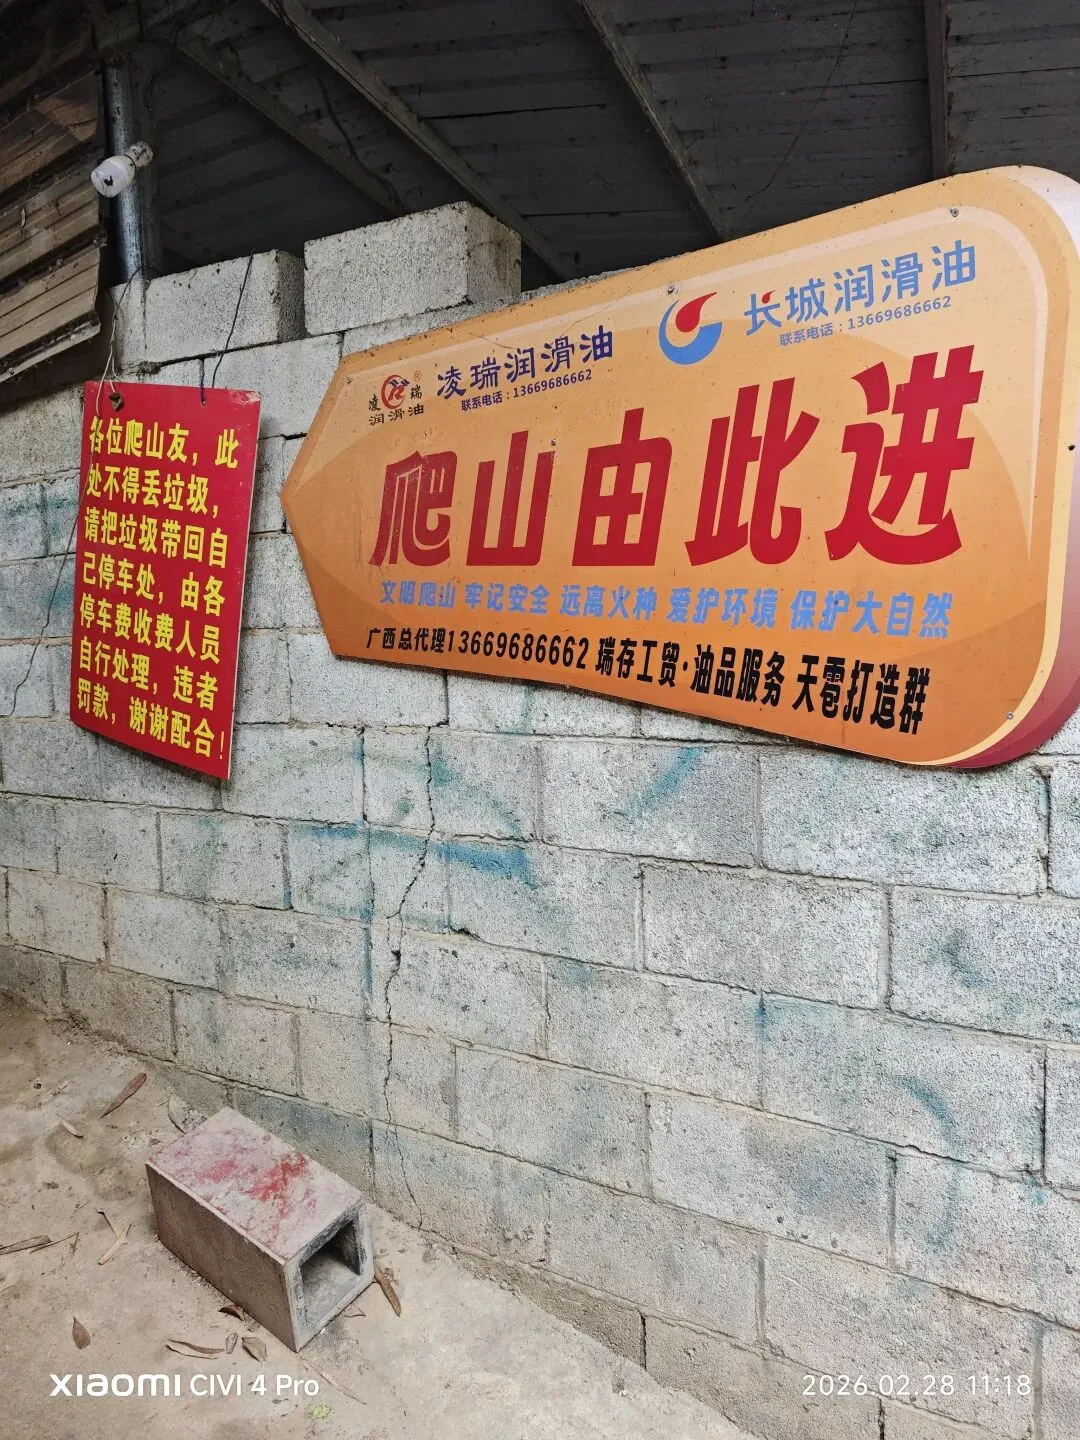 各位爬山友，此
处不得丢垃圾，
请把垃圾带回自
己停车处，由各
停车费收费人员
自行处理，违者
罚款，谢谢配合！
凌 瑞®
润滑油
凌瑞润滑油
联系电话：13669686662
长城润滑油
联系电话：13669686662
爬山由此进
文明爬山 牢记安全 远离火种 爱护环境 保护大自然
广西总代理13669686662 瑞存工贸·油品服务 天雹打造群
xiaomi CIVI 4 Pro
2026.02.28 11:18